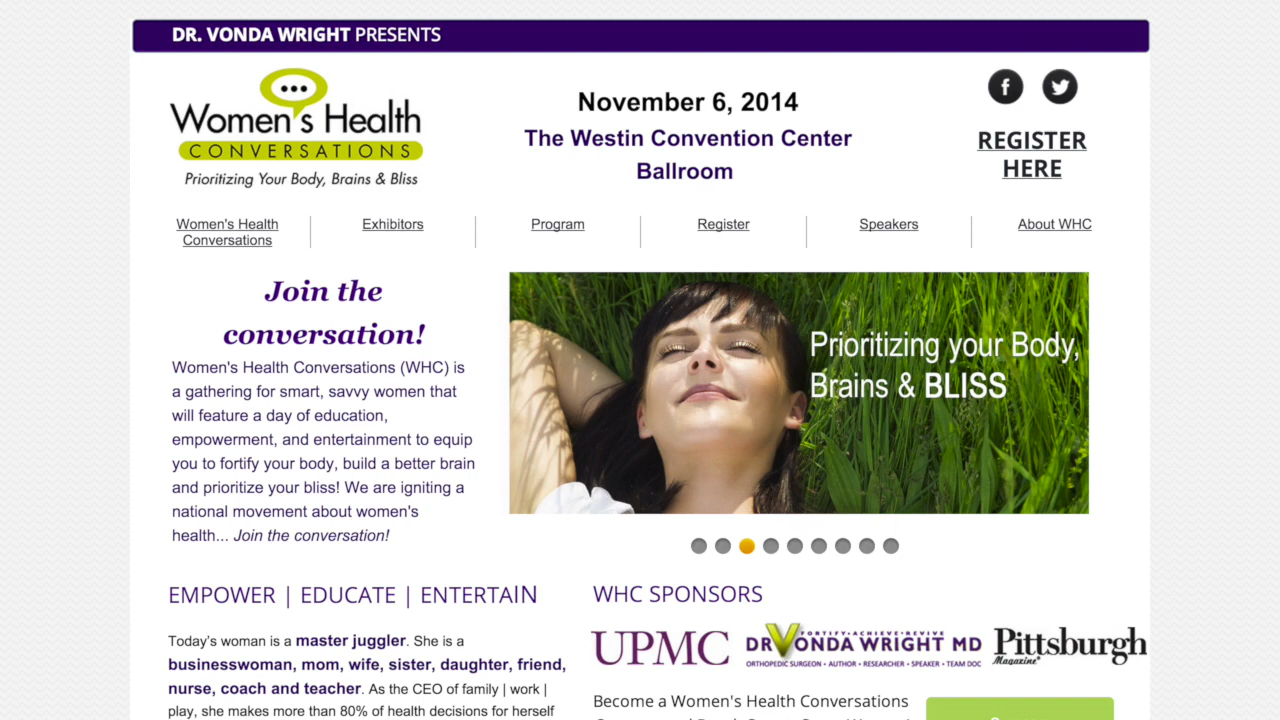 DR. VONDA WRIGHT PRESENTS
Women's Health
CONVERSATIONS
Prioritizing Your Body, Brains & Bliss
November 6, 2014
The Westin Convention Center
Ballroom
REGISTER
HERE
Women's Health
Conversations
Exhibitors
Program
Register
Speakers
About WHC
Join the
conversation!
Women's Health Conversations (WHC) is
a gathering for smart, savvy women that
will feature a day of education,
empowerment, and entertainment to equip
you to fortify your body, build a better brain
and prioritize your bliss! We are igniting a
national movement about women's
health... Join the conversation!
Prioritizing your Body,
Brains & BLISS
EMPOWER | EDUCATE | ENTERTAIN
Today's woman is a master juggler. She is a
businesswoman, mom, wife, sister, daughter, friend,
nurse, coach and teacher. As the CEO of family | work |
play, she makes more than 80% of health decisions for herself
WHC SPONSORS
UPMC
FORTIFY•ACHIEVE•REVIVE
DR VONDA WRIGHT MD
ORTHOPEDIC SURGEON • AUTHOR • RESEARCHER • SPEAKER • TEAM DOC
Pittsburgh
Magazine
Become a Women's Health Conversations